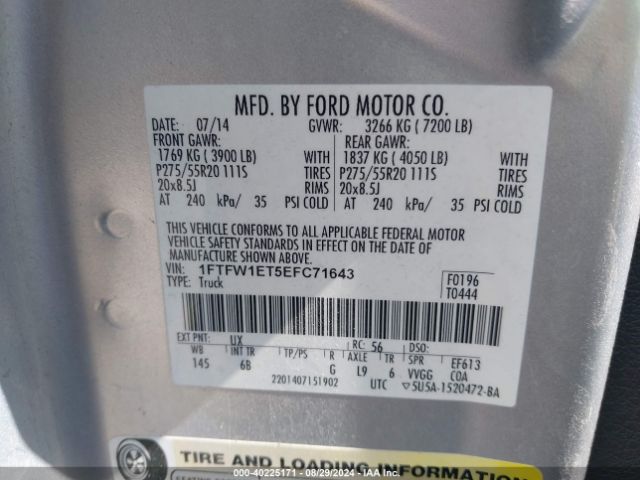 MFD. BY FORD MOTOR CO.
DATE: 07/14 GVWR: 3266 KG ( 7200 LB)
FRONT GAWR: REAR GAWR:
1769 KG ( 3900 LB) WITH 1837 KG ( 4050 LB) WITH
P275/55R20 111S TIRES P275/55R20 111S TIRES
20x8.5J RIMS 20x8.5J RIMS
AT 240 kPa/ 35 PSI COLD AT 240 kPa/ 35 PSI COLD
THIS VEHICLE CONFORMS TO ALL APPLICABLE FEDERAL MOTOR
VEHICLE SAFETY STANDARDS IN EFFECT ON THE DATE OF
MANUFACTURE SHOWN ABOVE.
VIN: 1FTFW1ET5EFC71643 F0196
TYPE: Truck T0444
EXT PNT: UX RC: 56 DSO:
WB INT TR TP/PS R AXLE TR SPR EF613
145 6B G L9 6 VVGG COA
2201407151902 UTC ▽5U5A-1520472-BA
TIRE AND LOADING INFORMATION
COPART 40225171 - 08/29/2024 - IAA, Inc.